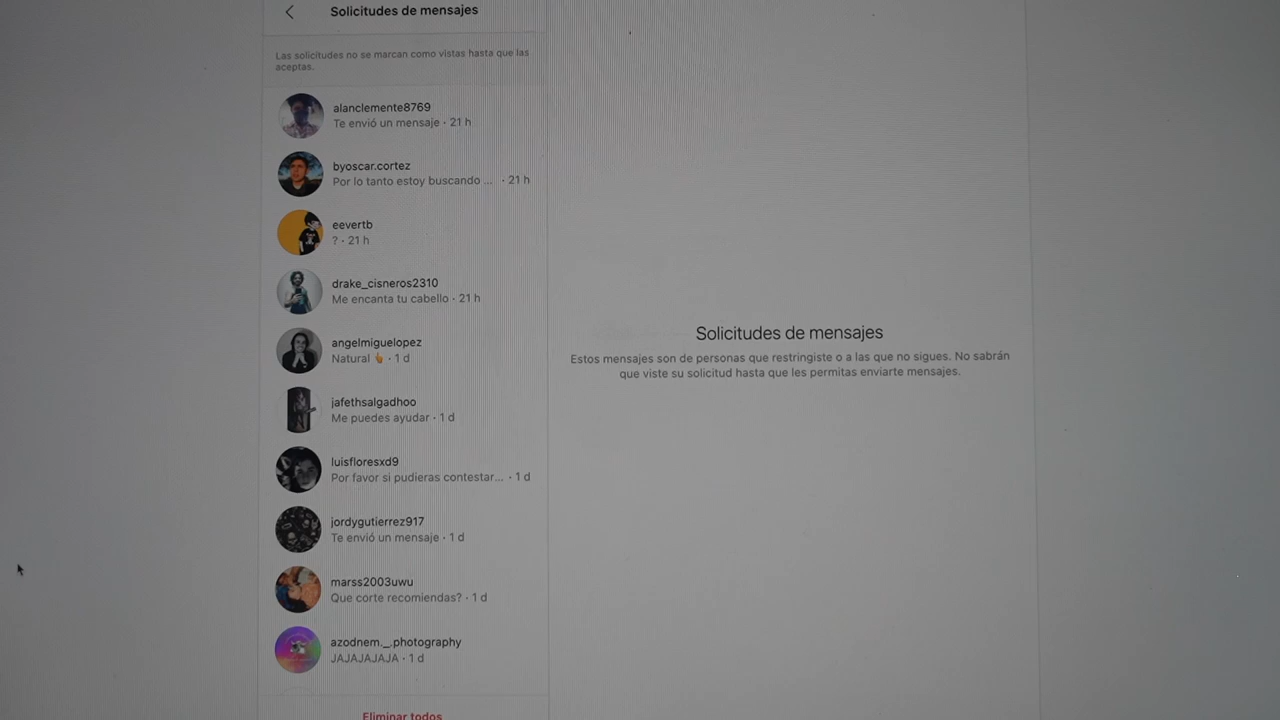 Solicitudes de mensajes
Las solicitudes no se marcan como vistas hasta que las
aceptas.
alanclemente8769
Te envió un mensaje · 21 h
byoscar.cortez
Por lo tanto estoy buscando ... · 21 h
eevertb
? · 21 h
drake_cisneros2310
Me encanta tu cabello · 21 h
angelmiguelopez
Natural 👆 · 1 d
jafethsalgadhoo
Me puedes ayudar · 1 d
luisfloresxd9
Por favor si pudieras contestar... · 1 d
jordygutierrez917
Te envió un mensaje · 1 d
marss2003uwu
Que corte recomiendas? · 1 d
azodnem._.photography
JAJAJAJAJA · 1 d
Eliminar todos
Solicitudes de mensajes
Estos mensajes son de personas que restringiste o a las que no sigues. No sabrán
que viste su solicitud hasta que les permitas enviarte mensajes.